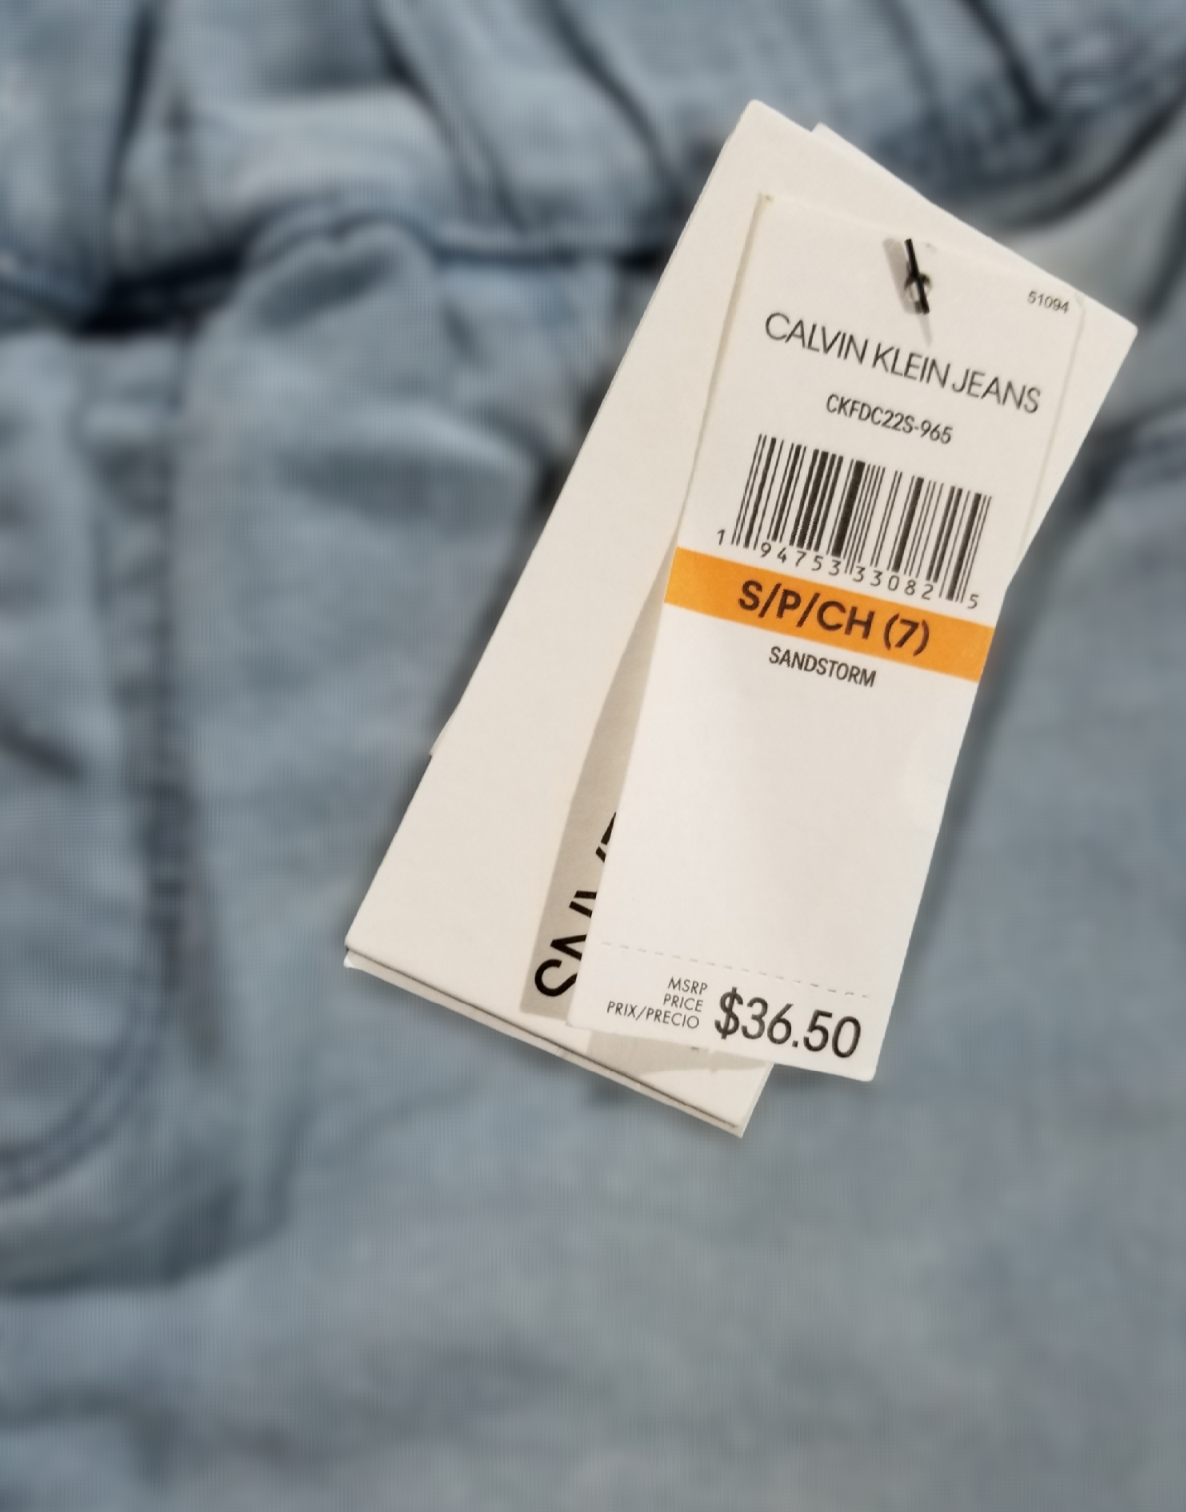 51094
CALVIN KLEIN JEANS
CKFDC22S-965
1 94753 33082 5
S/P/CH (7)
SANDSTORM
MSRP
PRICE
PRIX/PRECIO
$36.50